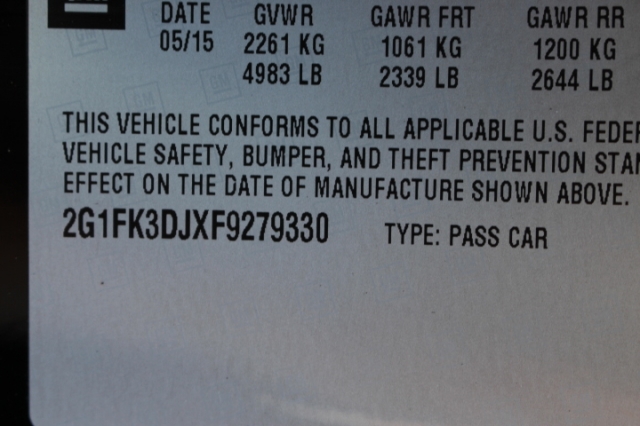 DATE GVWR GAWR FRT GAWR RR
05/15 2261 KG 1061 KG 1200 KG
4983 LB 2339 LB 2644 LB
THIS VEHICLE CONFORMS TO ALL APPLICABLE U.S. FEDER
VEHICLE SAFETY, BUMPER, AND THEFT PREVENTION STAN
EFFECT ON THE DATE OF MANUFACTURE SHOWN ABOVE.
2G1FK3DJXF9279330 TYPE: PASS CAR